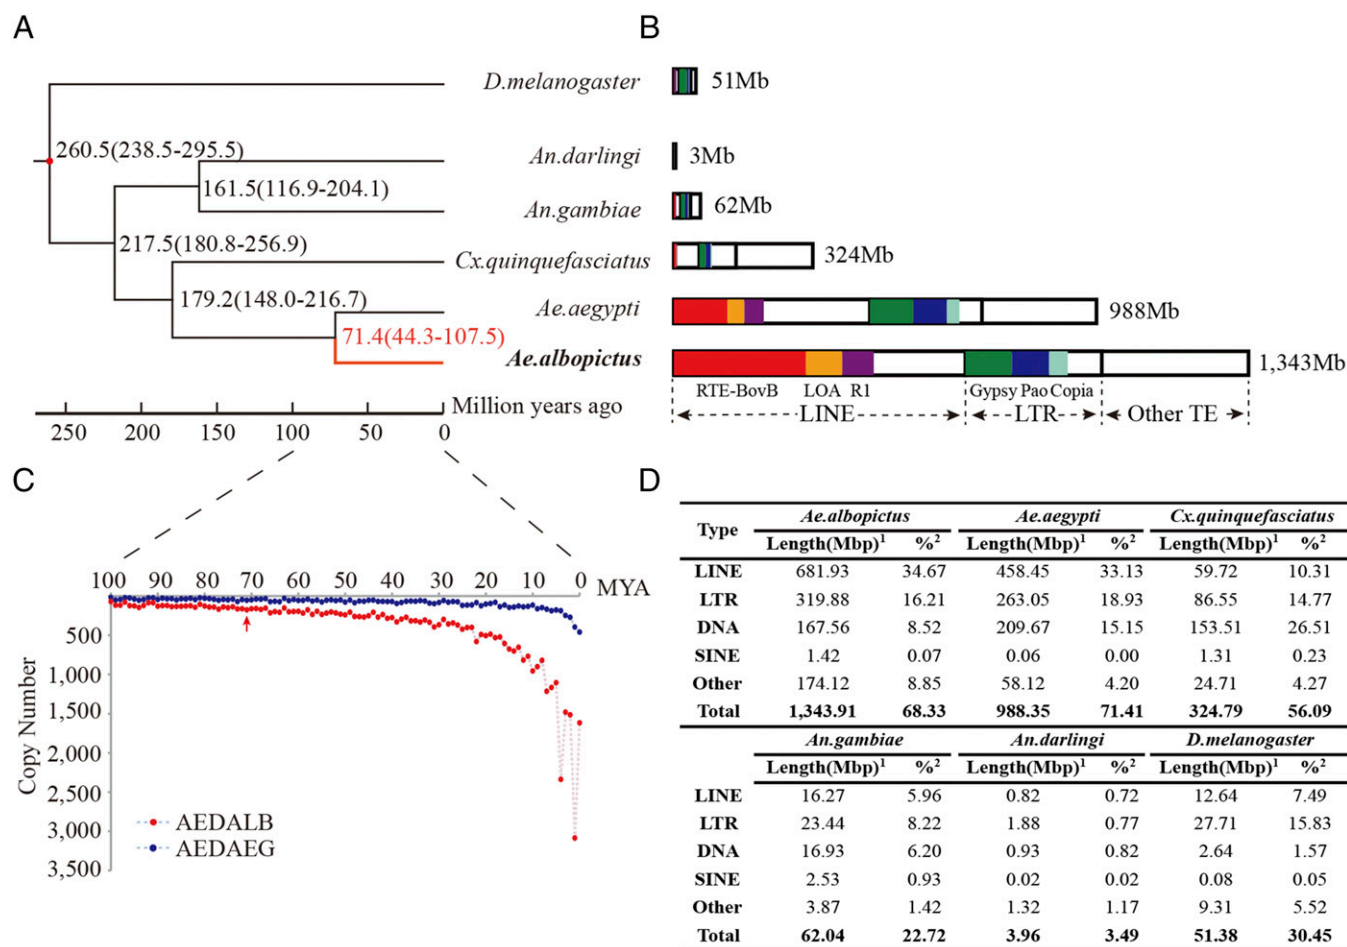 A
B
D.melanogaster
51Mb
260.5(238.5-295.5)
An.darlingi
3Mb
161.5(116.9-204.1)
An.gambiae
62Mb
217.5(180.8-256.9)
Cx.quinquefasciatus
324Mb
179.2(148.0-216.7)
Ae.aegypti
988Mb
71.4(44.3-107.5)
Ae.albopictus
1,343Mb
RTE-BovB LOA R1 Gypsy Pao Copia
LINE LTR Other TE
Million years ago
250 200 150 100 50 0
C
100 90 80 70 60 50 40 30 20 10 0 MYA
500
1,000
1,500
2,000
2,500
3,000
3,500
Copy Number
AEDALB
AEDAEG
D
Type Ae.albopictus Ae.aegypti Cx.quinquefasciatus
Length(Mbp)1 %2 Length(Mbp)1 %2 Length(Mbp)1 %2
LINE 681.93 34.67 458.45 33.13 59.72 10.31
LTR 319.88 16.21 263.05 18.93 86.55 14.77
DNA 167.56 8.52 209.67 15.15 153.51 26.51
SINE 1.42 0.07 0.06 0.00 1.31 0.23
Other 174.12 8.85 58.12 4.20 24.71 4.27
Total 1,343.91 68.33 988.35 71.41 324.79 56.09
An.gambiae An.darlingi D.melanogaster
Length(Mbp)1 %2 Length(Mbp)1 %2 Length(Mbp)1 %2
LINE 16.27 5.96 0.82 0.72 12.64 7.49
LTR 23.44 8.22 1.88 0.77 27.71 15.83
DNA 16.93 6.20 0.93 0.82 2.64 1.57
SINE 2.53 0.93 0.02 0.02 0.08 0.05
Other 3.87 1.42 1.32 1.17 9.31 5.52
Total 62.04 22.72 3.96 3.49 51.38 30.45